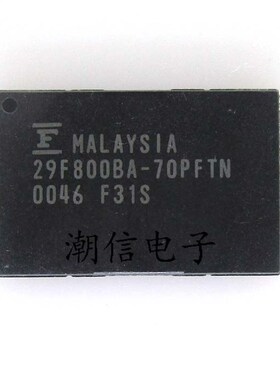 MALAYSIA
29F800BA-70PFTN
0046 F31S
潮信电子